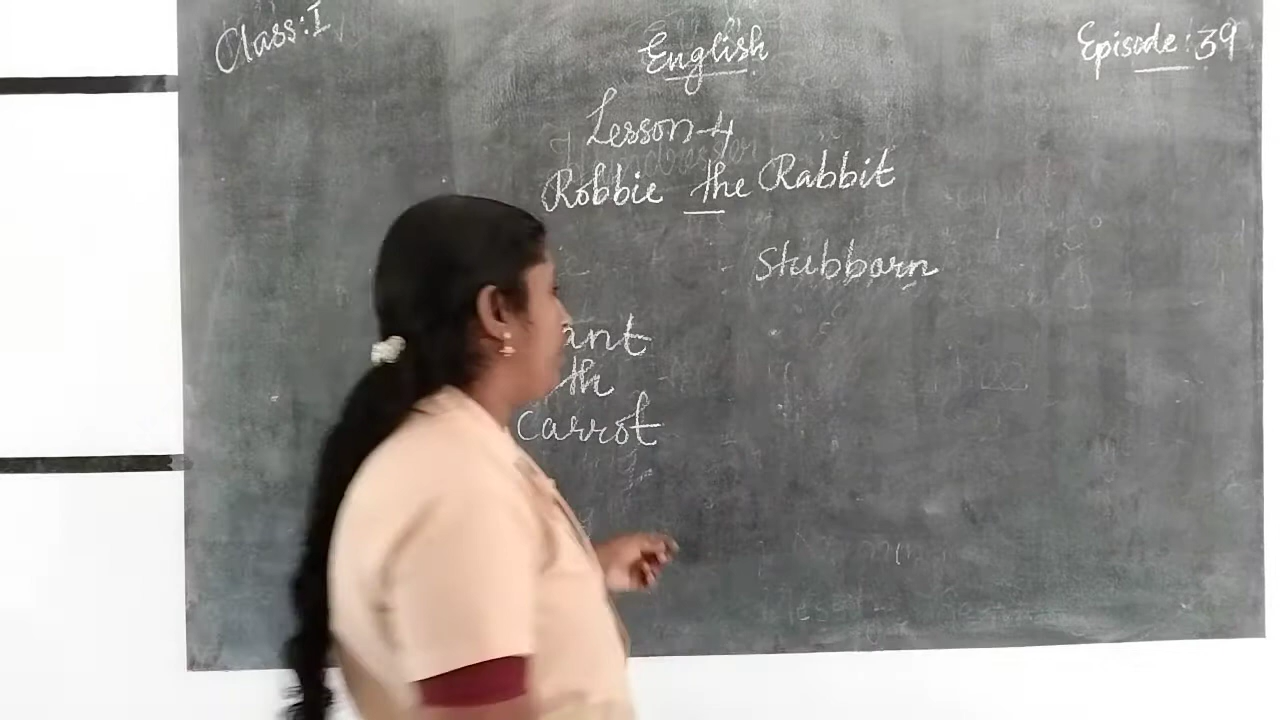 Class: I
English
Episode: 39
Lesson-4
Robbie the Rabbit
Stubborn
ant
th
Carrot